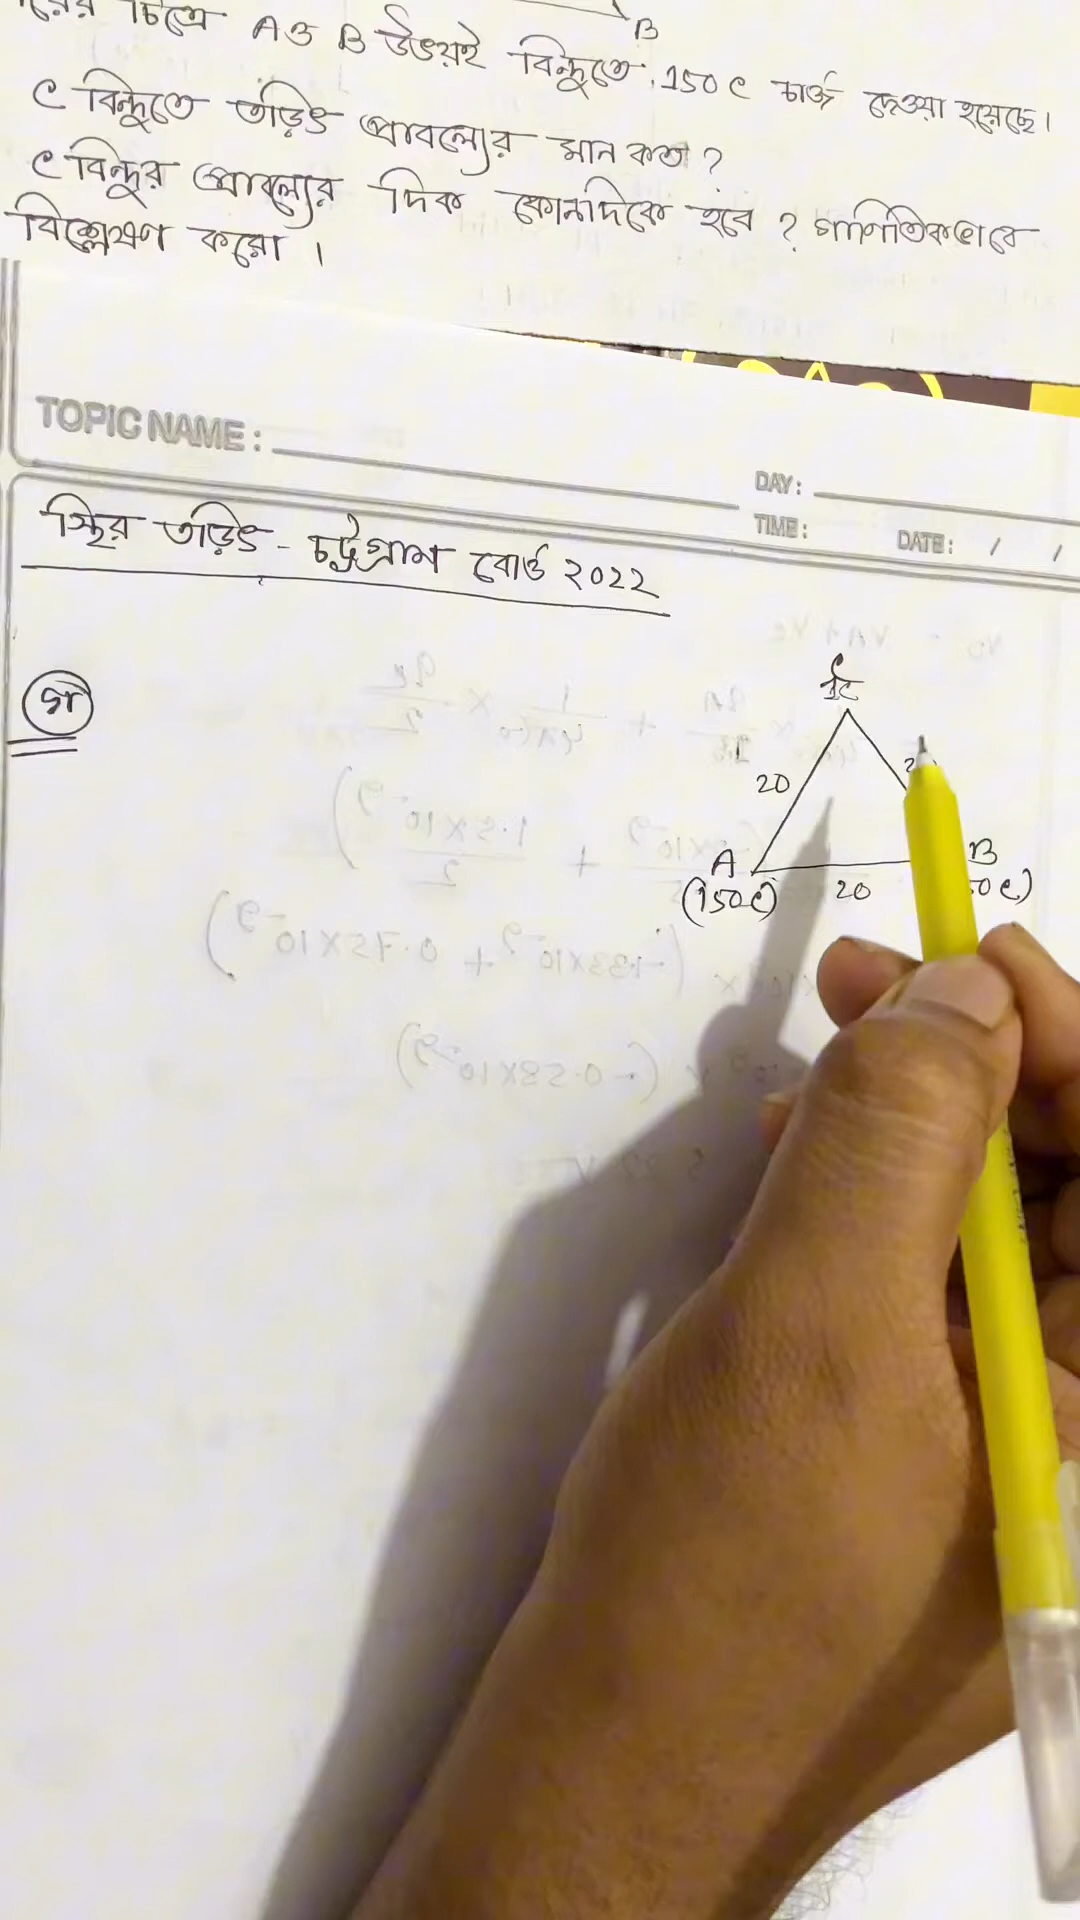 চিত্রে A ও B উভয়ই বিন্দুতে 150 C চার্জ দেওয়া হয়েছে।
B
C বিন্দুতে তড়িৎ প্রাবল্যের মান কত?
C বিন্দুর প্রাবল্যের দিক কোনদিকে হবে? গাণিতিকভাবে
বিশ্লেষণ করো।
TOPIC NAME :
DAY :
TIME :
DATE : / /
স্থির তড়িৎ - চট্টগ্রাম বোর্ড ২০২২
গ
20
A
B
(150C)
20